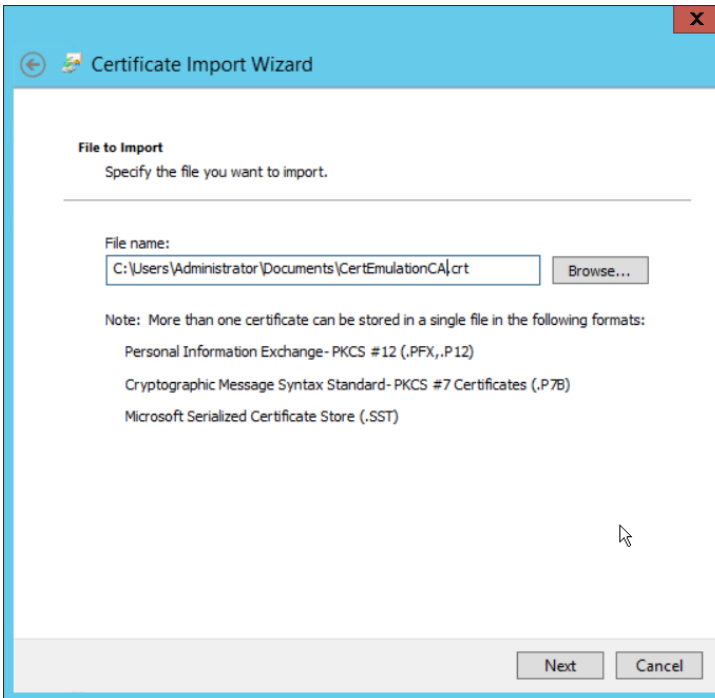 X
Certificate Import Wizard
File to Import
Specify the file you want to import.
File name:
C:\Users\Administrator\Documents\CertEmulationCA.crt
Browse...
Note: More than one certificate can be stored in a single file in the following formats:
Personal Information Exchange- PKCS #12 (.PFX,.P12)
Cryptographic Message Syntax Standard- PKCS #7 Certificates (.P7B)
Microsoft Serialized Certificate Store (.SST)
Next Cancel